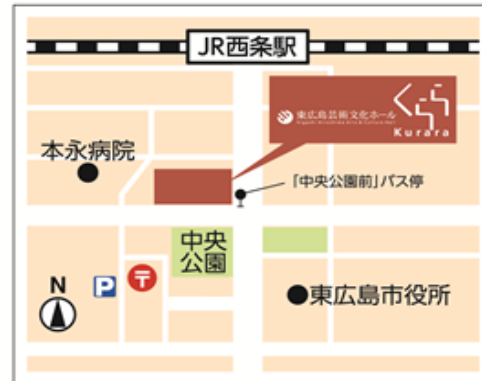 JR西条駅
東広島芸術文化ホール
くらら
Kurara
本永病院
「中央公園前」バス停
中央
公園
N
P
〒
東広島市役所